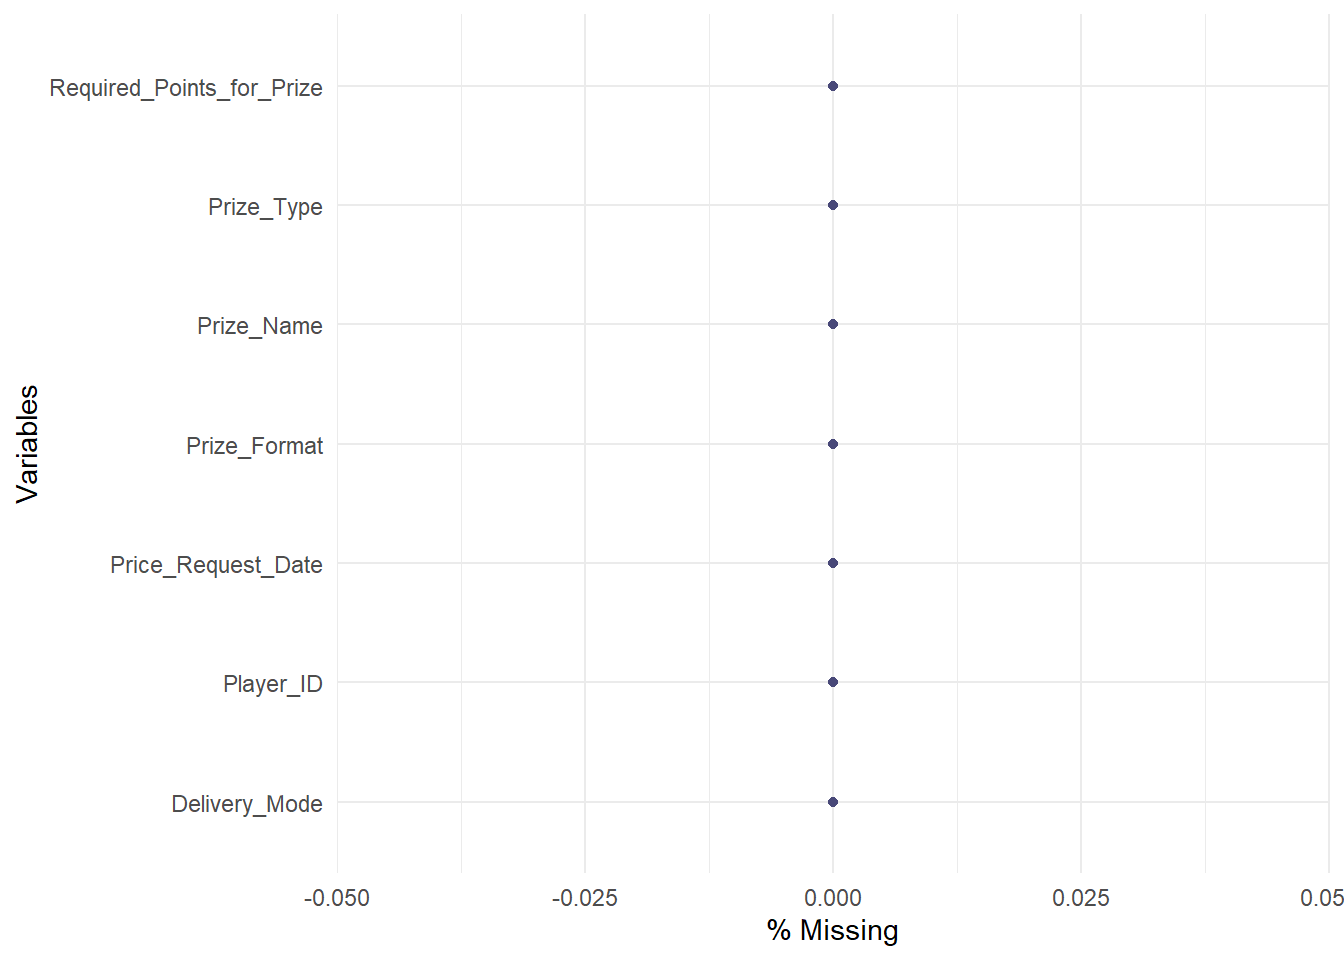 Required_Points_for_Prize
Prize_Type
Prize_Name
Prize_Format
Price_Request_Date
Player_ID
Delivery_Mode
Variables
-0.050
-0.025
0.000
0.025
0.05
% Missing